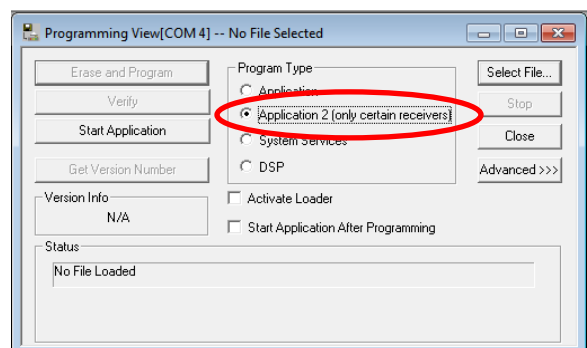 Programming View[COM 4] -- No File Selected
Erase and Program
Verify
Start Application
Get Version Number
Version Info
N/A
Program Type
Application
Application 2 (only certain receivers)
System Services
DSP
Activate Loader
Start Application After Programming
Select File...
Stop
Close
Advanced >>>
Status
No File Loaded